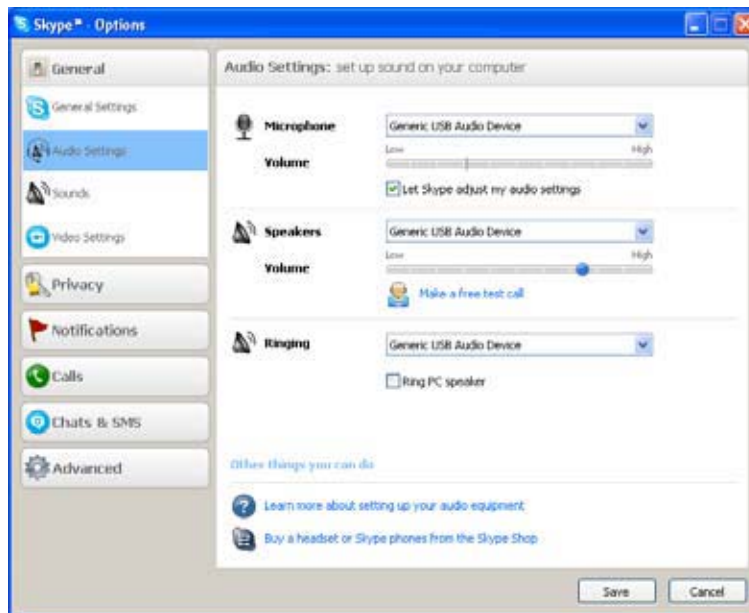 Skype™ - Options
General
General Settings
Audio Settings
Sounds
Video Settings
Privacy
Notifications
Calls
Chats & SMS
Advanced
Audio Settings: set up sound on your computer
Microphone
Generic USB Audio Device
Low High
Volume
Let Skype adjust my audio settings
Speakers
Generic USB Audio Device
Low High
Volume
Make a free test call
Ringing
Generic USB Audio Device
Ring PC speaker
Other things you can do
Learn more about setting up your audio equipment
Buy a headset or Skype phones from the Skype Shop
Save Cancel